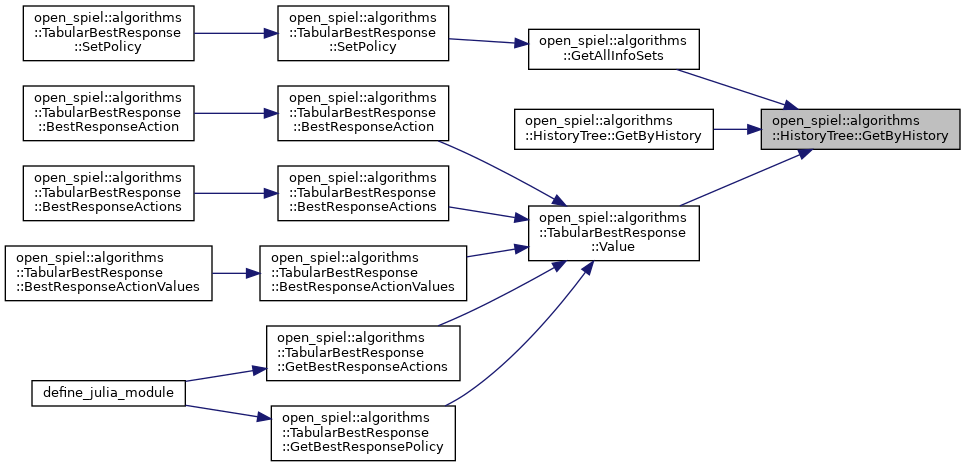 open_spiel::algorithms
::TabularBestResponse
::SetPolicy
open_spiel::algorithms
::TabularBestResponse
::SetPolicy
open_spiel::algorithms
::GetAllInfoSets
open_spiel::algorithms
::TabularBestResponse
::BestResponseAction
open_spiel::algorithms
::TabularBestResponse
::BestResponseAction
open_spiel::algorithms
::HistoryTree::GetByHistory
open_spiel::algorithms
::HistoryTree::GetByHistory
open_spiel::algorithms
::TabularBestResponse
::BestResponseActions
open_spiel::algorithms
::TabularBestResponse
::BestResponseActions
open_spiel::algorithms
::TabularBestResponse
::Value
open_spiel::algorithms
::TabularBestResponse
::BestResponseActionValues
open_spiel::algorithms
::TabularBestResponse
::BestResponseActionValues
open_spiel::algorithms
::TabularBestResponse
::GetBestResponseActions
define_julia_module
open_spiel::algorithms
::TabularBestResponse
::GetBestResponsePolicy